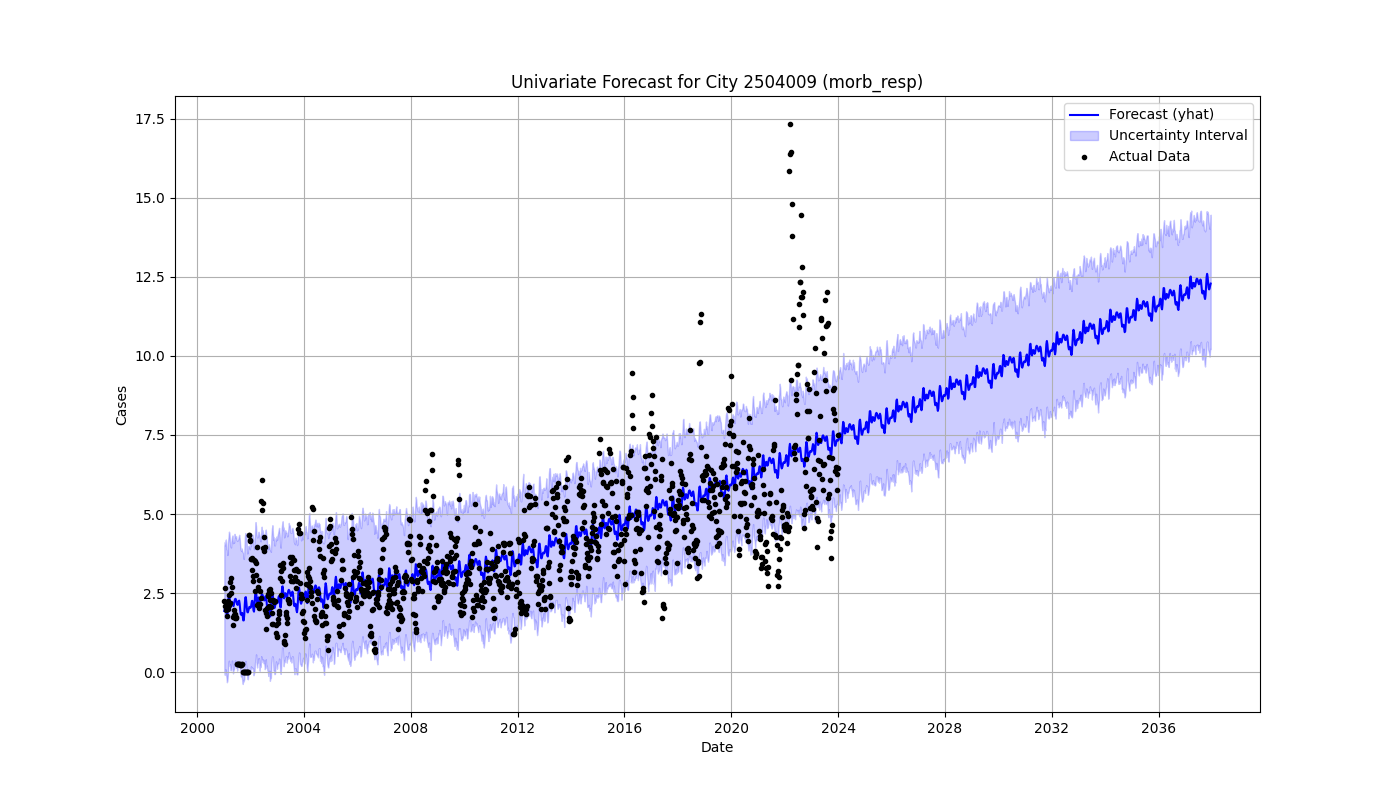 Univariate Forecast for City 2504009 (morb_resp)
Forecast (yhat)
Uncertainty Interval
Actual Data
17.5
15.0
12.5
10.0
7.5
5.0
2.5
0.0
Cases
2000 2004 2008 2012 2016 2020 2024 2028 2032 2036
Date